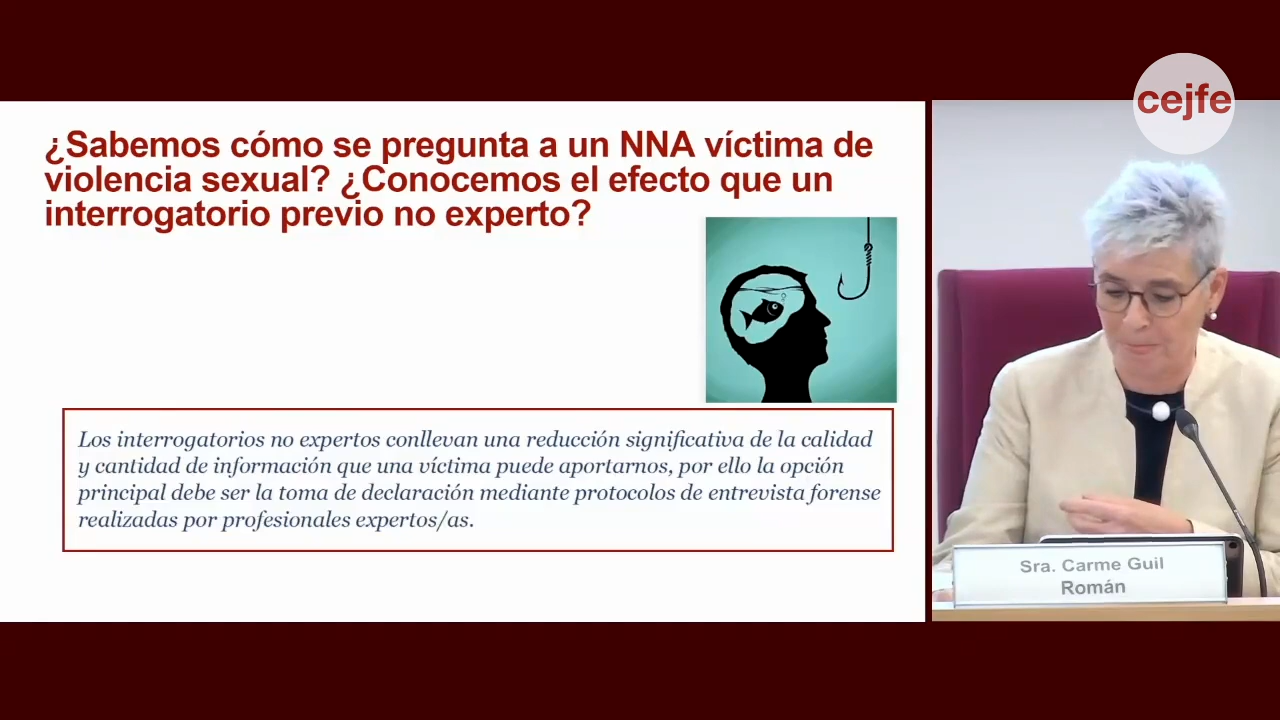 cejfe
¿Sabemos cómo se pregunta a un NNA víctima de
violencia sexual? ¿Conocemos el efecto que un
interrogatorio previo no experto?
Los interrogatorios no expertos conllevan una reducción significativa de la calidad
y cantidad de información que una víctima puede aportarnos, por ello la opción
principal debe ser la toma de declaración mediante protocolos de entrevista forense
realizadas por profesionales expertos/as.
Sra. Carme Guil
Román